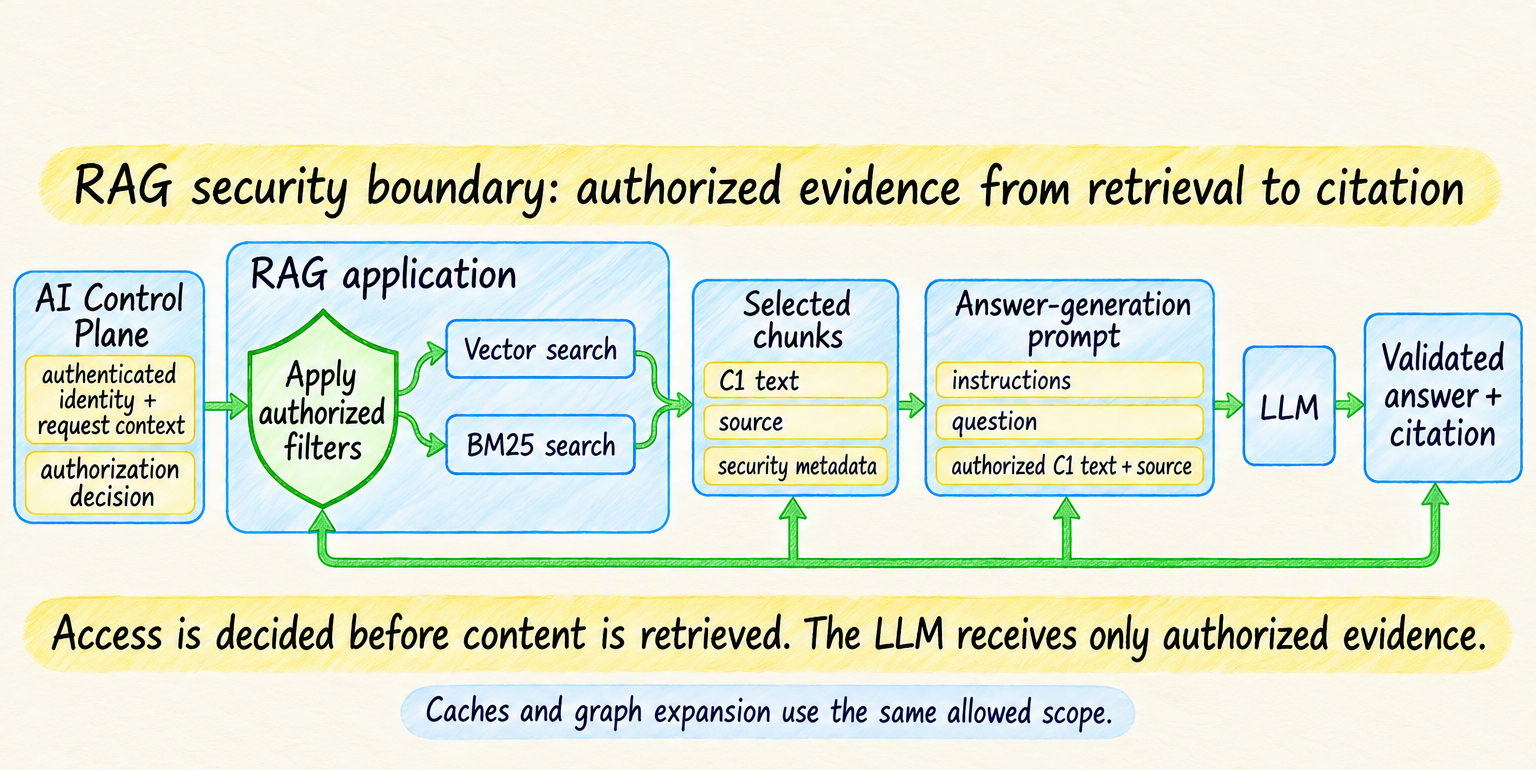 RAG security boundary: authorized evidence from retrieval to citation
AI Control
Plane
authenticated
identity +
request context
authorization
decision
RAG application
Apply
authorized
filters
Vector search
BM25 search
Selected
chunks
C1 text
source
security metadata
Answer-generation
prompt
instructions
question
authorized C1 text + source
LLM
Validated
answer +
citation
Access is decided before content is retrieved. The LLM receives only authorized evidence.
Caches and graph expansion use the same allowed scope.